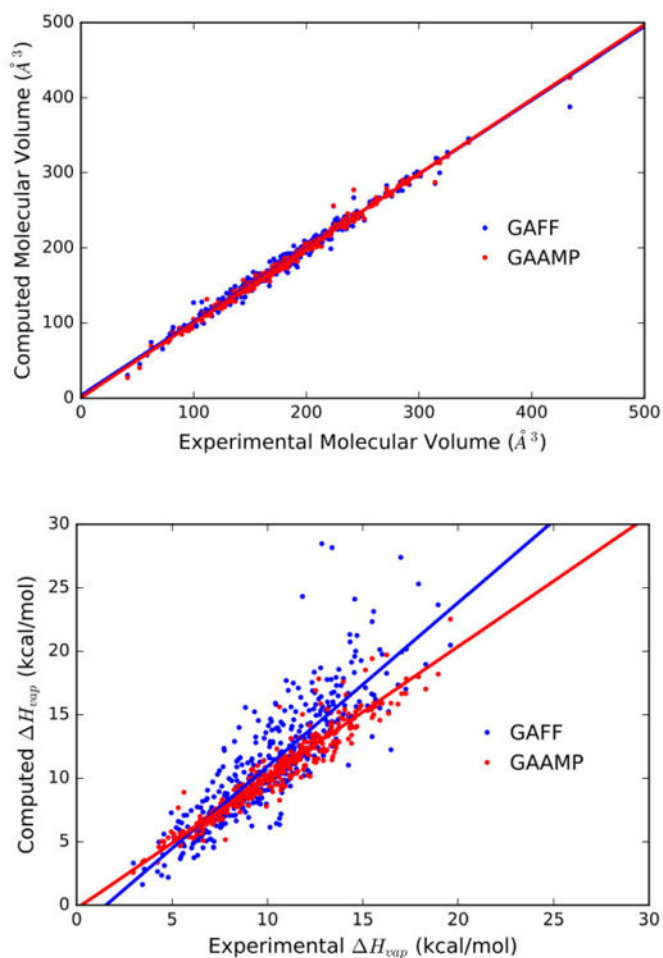 500
400
300
200
100
0
Computed Molecular Volume (Å³)
GAFF
GAAMP
0 100 200 300 400 500
Experimental Molecular Volume (Å³)
30
25
20
15
10
5
0
Computed ΔH_vap (kcal/mol)
GAFF
GAAMP
0 5 10 15 20 25 30
Experimental ΔH_vap (kcal/mol)